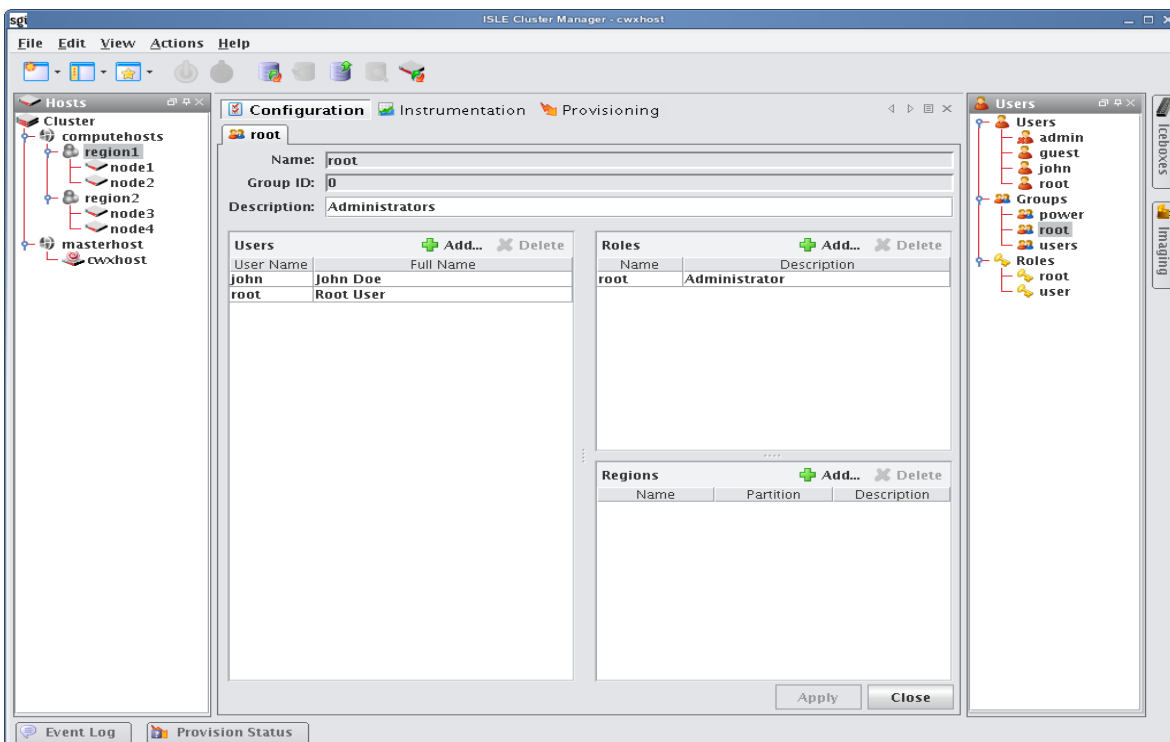 sgi
ISLE Cluster Manager - cwxhost
File Edit View Actions Help
Hosts
Cluster
computehosts
region1
node1
node2
region2
node3
node4
masterhost
cwxhost
Configuration Instrumentation Provisioning
root
Name: root
Group ID: 0
Description: Administrators
Users Add... Delete
User Name Full Name
john John Doe
root Root User
Roles Add... Delete
Name Description
root Administrator
Regions Add... Delete
Name Partition Description
Apply Close
Users
Users
admin
guest
john
root
Groups
power
root
users
Roles
root
user
Iceboxes
Imaging
Event Log Provision Status